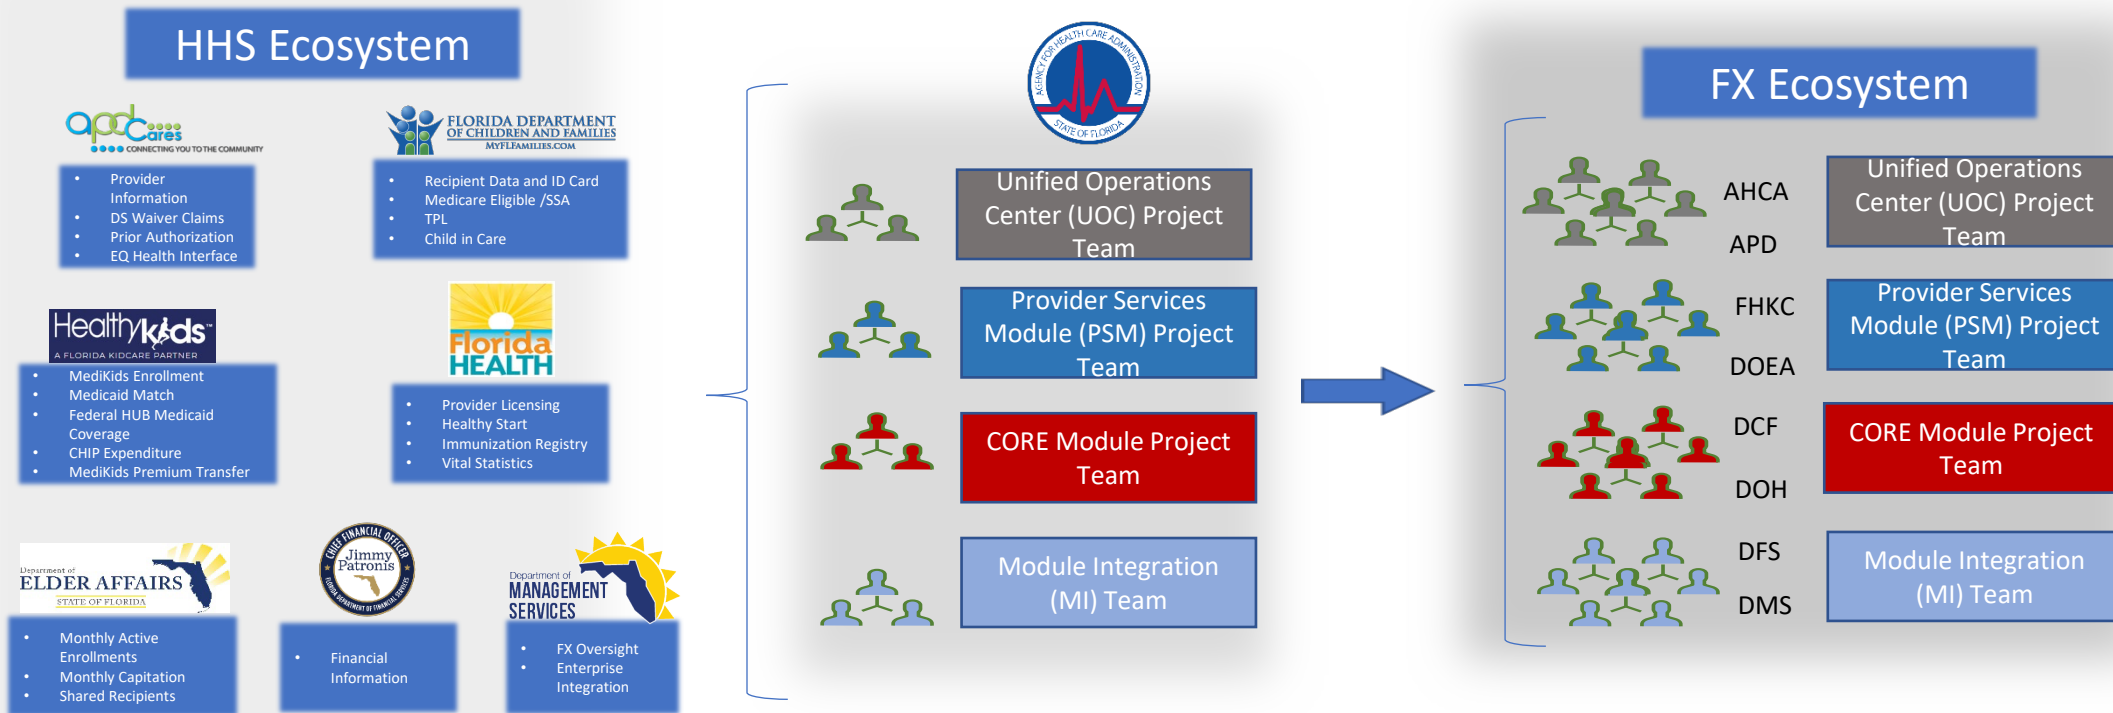 HHS Ecosystem
apdCares
CONNECTING YOU TO THE COMMUNITY
• Provider
Information
• DS Waiver Claims
• Prior Authorization
• EQ Health Interface
FLORIDA DEPARTMENT
OF CHILDREN AND FAMILIES
MYFLFAMILIES.COM
• Recipient Data and ID Card
• Medicare Eligible /SSA
• TPL
• Child in Care
Healthykids™
A FLORIDA KIDCARE PARTNER
• MediKids Enrollment
• Medicaid Match
• Federal HUB Medicaid
Coverage
• CHIP Expenditure
• MediKids Premium Transfer
Florida
HEALTH
• Provider Licensing
• Healthy Start
• Immunization Registry
• Vital Statistics
Department of
ELDER AFFAIRS
STATE OF FLORIDA
• Monthly Active
Enrollments
• Monthly Capitation
• Shared Recipients
CHIEF FINANCIAL OFFICER
Jimmy
Patronis
FLORIDA DEPARTMENT OF FINANCIAL SERVICES
• Financial
Information
Department of
MANAGEMENT
SERVICES
• FX Oversight
• Enterprise
Integration
AGENCY FOR HEALTH CARE ADMINISTRATION
STATE OF FLORIDA
Unified Operations
Center (UOC) Project
Team
Provider Services
Module (PSM) Project
Team
CORE Module Project
Team
Module Integration
(MI) Team
FX Ecosystem
AHCA
APD
FHKC
DOEA
DCF
DOH
DFS
DMS
Unified Operations
Center (UOC) Project
Team
Provider Services
Module (PSM) Project
Team
CORE Module Project
Team
Module Integration
(MI) Team